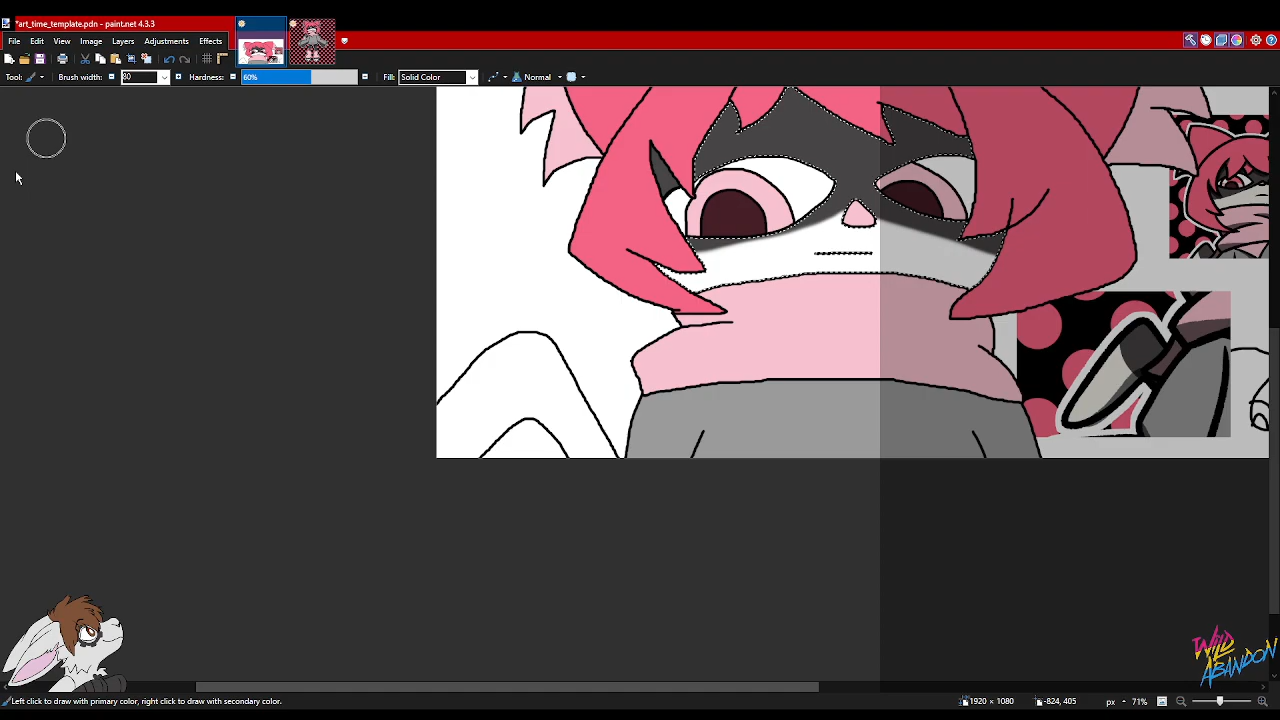 *art_time_template.pdn - paint.net 4.3.3
File Edit View Image Layers Adjustments Effects
Tool: Brush width: 80 Hardness: 60% Fill: Solid Color Normal
WILD
ABANDON
Left click to draw with primary color, right click to draw with secondary color.
1920 × 1080 -824, 405 px 71%